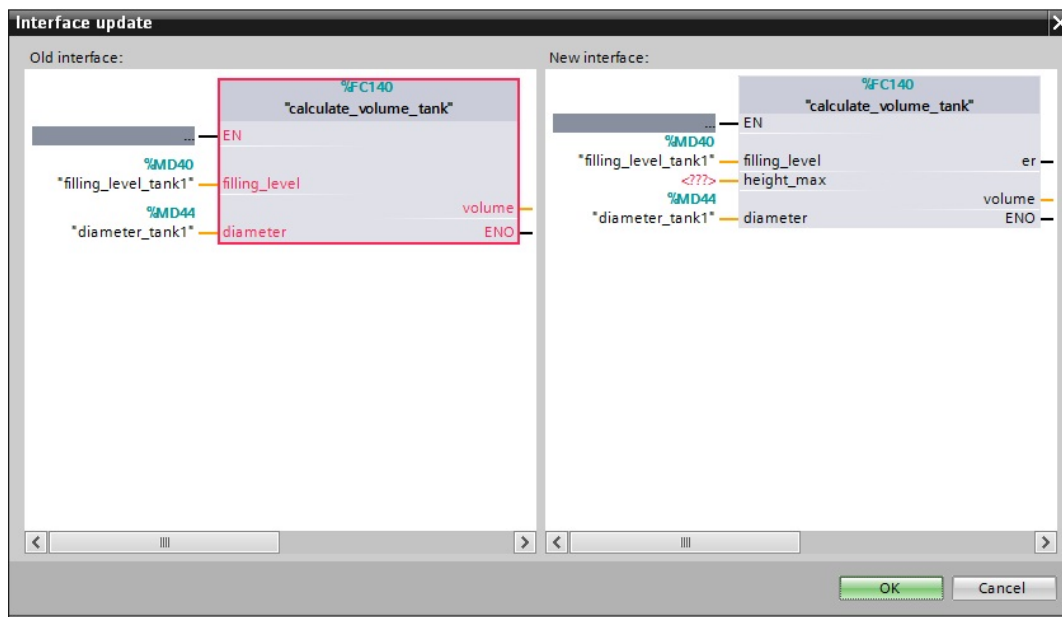 Interface update
Old interface:
%FC140
"calculate_volume_tank"
...
EN
%MD40
"filling_level_tank1"
filling_level
volume
%MD44
"diameter_tank1"
diameter
ENO
New interface:
%FC140
"calculate_volume_tank"
...
EN
%MD40
"filling_level_tank1"
filling_level
er
<???>
height_max
%MD44
volume
"diameter_tank1"
diameter
ENO
OK
Cancel